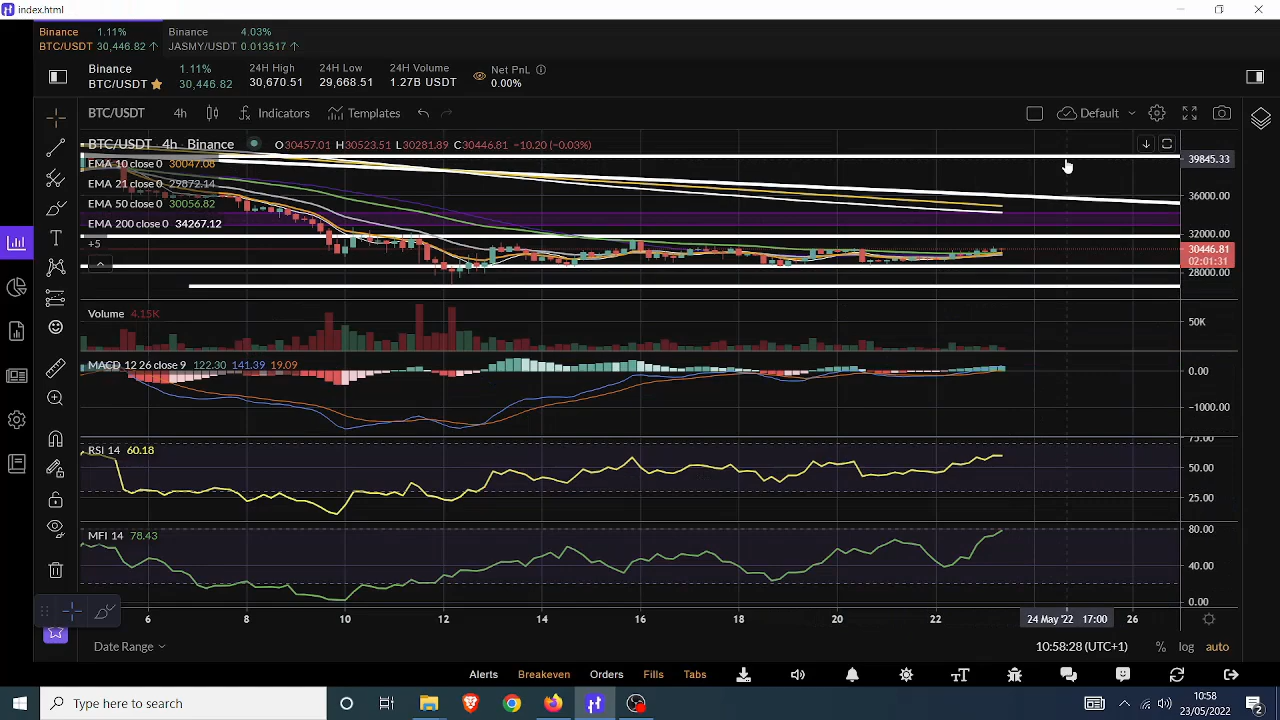 index.html
Binance 1.11% Binance 4.03%
BTC/USDT 30,446.82 ↑ JASMY/USDT 0.013517 ↑
Binance 1.11% 24H High 24H Low 24H Volume Net PnL
BTC/USDT 30,446.82 30,670.51 29,668.51 1.27B USDT 0.00%
BTC/USDT 4h Indicators Templates Default
BTC/USDT 4h Binance O30457.01 H30523.51 L30281.89 C30446.81 −10.20 (−0.03%)
39845.33
EMA 10 close 0 30047.08
EMA 21 close 0 29872.14
36000.00
EMA 50 close 0 30056.82
EMA 200 close 0 34267.12
32000.00
+5
30446.81
02:01:31
28000.00
Volume 4.15K
50K
MACD 12 26 close 9 122.30 141.39 19.09
0.00
−1000.00
75.00
RSI 14 60.18
50.00
25.00
MFI 14 78.43
80.00
40.00
0.00
6 8 10 12 14 16 18 20 22 24 May '22 17:00 26
Date Range 10:58:28 (UTC+1) % log auto
Alerts Breakeven Orders Fills Tabs
Type here to search
10:58
23/05/2022
2